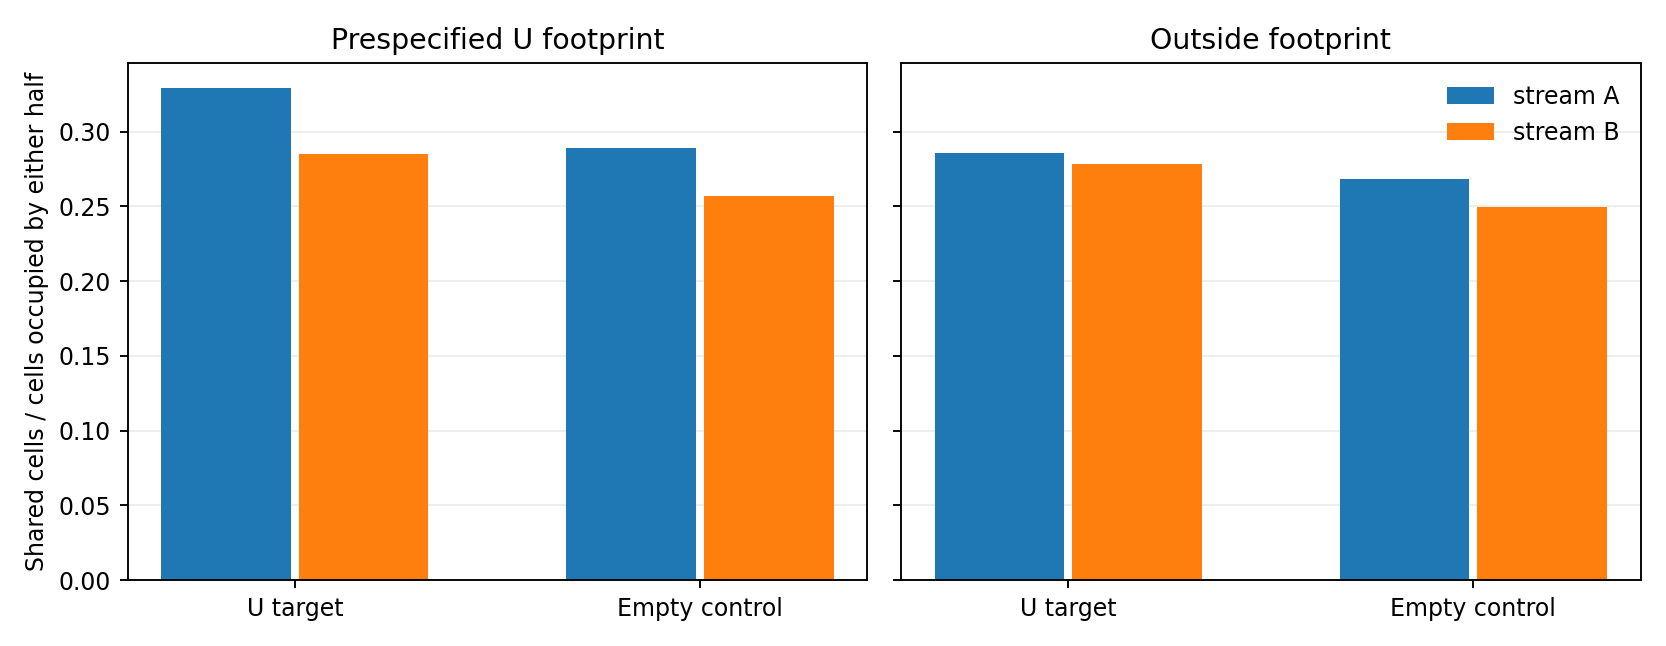 Prespecified U footprint
Shared cells / cells occupied by either half
0.30
0.25
0.20
0.15
0.10
0.05
0.00
U target
Empty control
Outside footprint
stream A
stream B
U target
Empty control